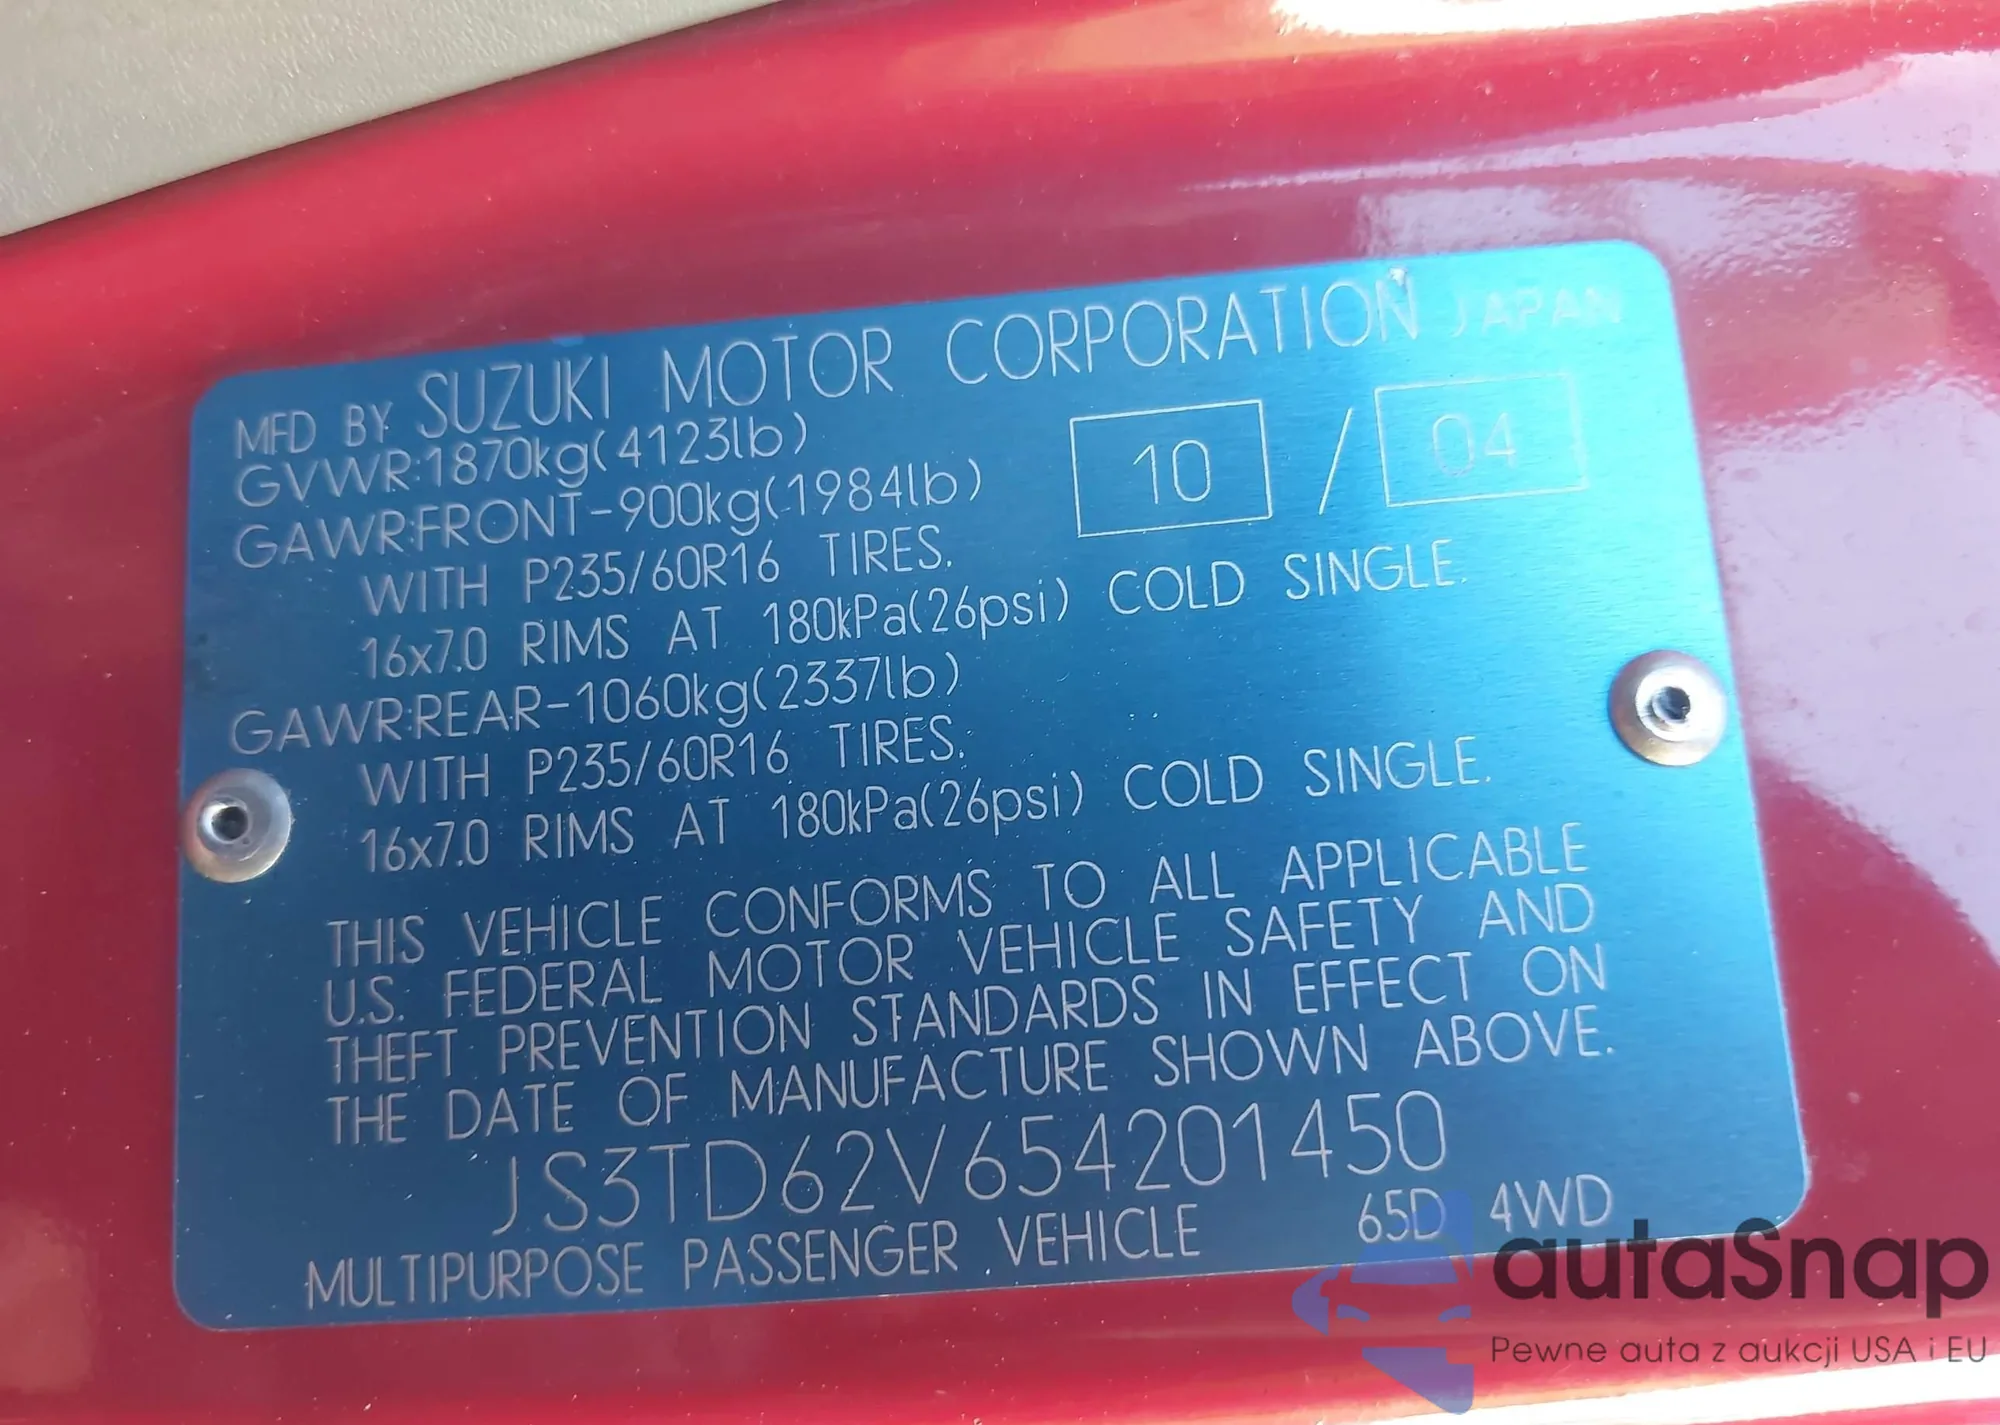 MFD BY SUZUKI MOTOR CORPORATION JAPAN
GVWR:1870kg(4123lb)
10 / 04
GAWR:FRONT-900kg(1984lb)
WITH P235/60R16 TIRES.
16x7.0 RIMS AT 180kPa(26psi) COLD SINGLE.
GAWR:REAR-1060kg(2337lb)
WITH P235/60R16 TIRES.
16x7.0 RIMS AT 180kPa(26psi) COLD SINGLE.
THIS VEHICLE CONFORMS TO ALL APPLICABLE
U.S. FEDERAL MOTOR VEHICLE SAFETY AND
THEFT PREVENTION STANDARDS IN EFFECT ON
THE DATE OF MANUFACTURE SHOWN ABOVE.
JS3TD62V654201450
MULTIPURPOSE PASSENGER VEHICLE 65D 4WD
autaSnap
Pewne auta z aukcji USA i EU